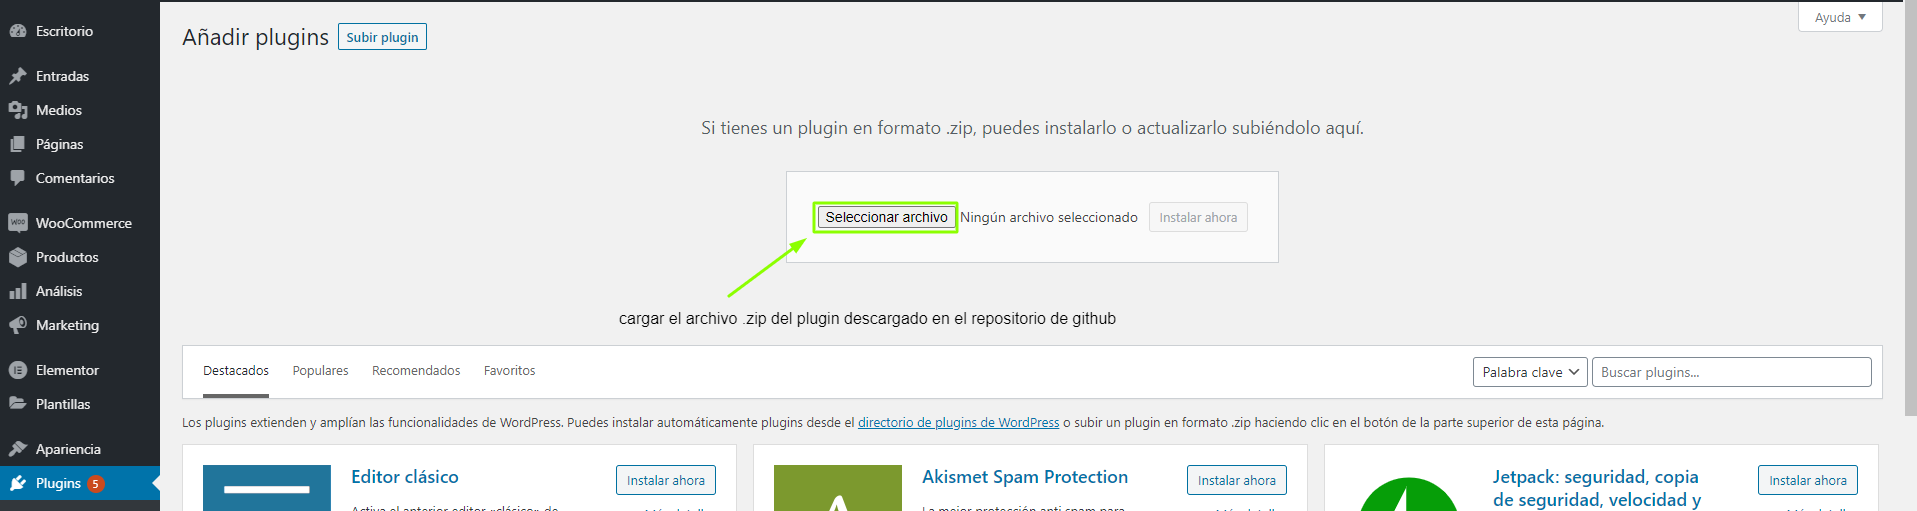 Ayuda
Escritorio
Entradas
Medios
Páginas
Comentarios
WOO WooCommerce
Productos
Análisis
Marketing
Elementor
Plantillas
Apariencia
Plugins 5
Añadir plugins Subir plugin
Si tienes un plugin en formato .zip, puedes instalarlo o actualizarlo subiéndolo aquí.
Seleccionar archivo Ningún archivo seleccionado Instalar ahora
cargar el archivo .zip del plugin descargado en el repositorio de github
Destacados Populares Recomendados Favoritos Palabra clave Buscar plugins...
Los plugins extienden y amplían las funcionalidades de WordPress. Puedes instalar automáticamente plugins desde el directorio de plugins de WordPress o subir un plugin en formato .zip haciendo clic en el botón de la parte superior de esta página.
Editor clásico Instalar ahora
Akismet Spam Protection Instalar ahora
Jetpack: seguridad, copia Instalar ahora
de seguridad, velocidad y